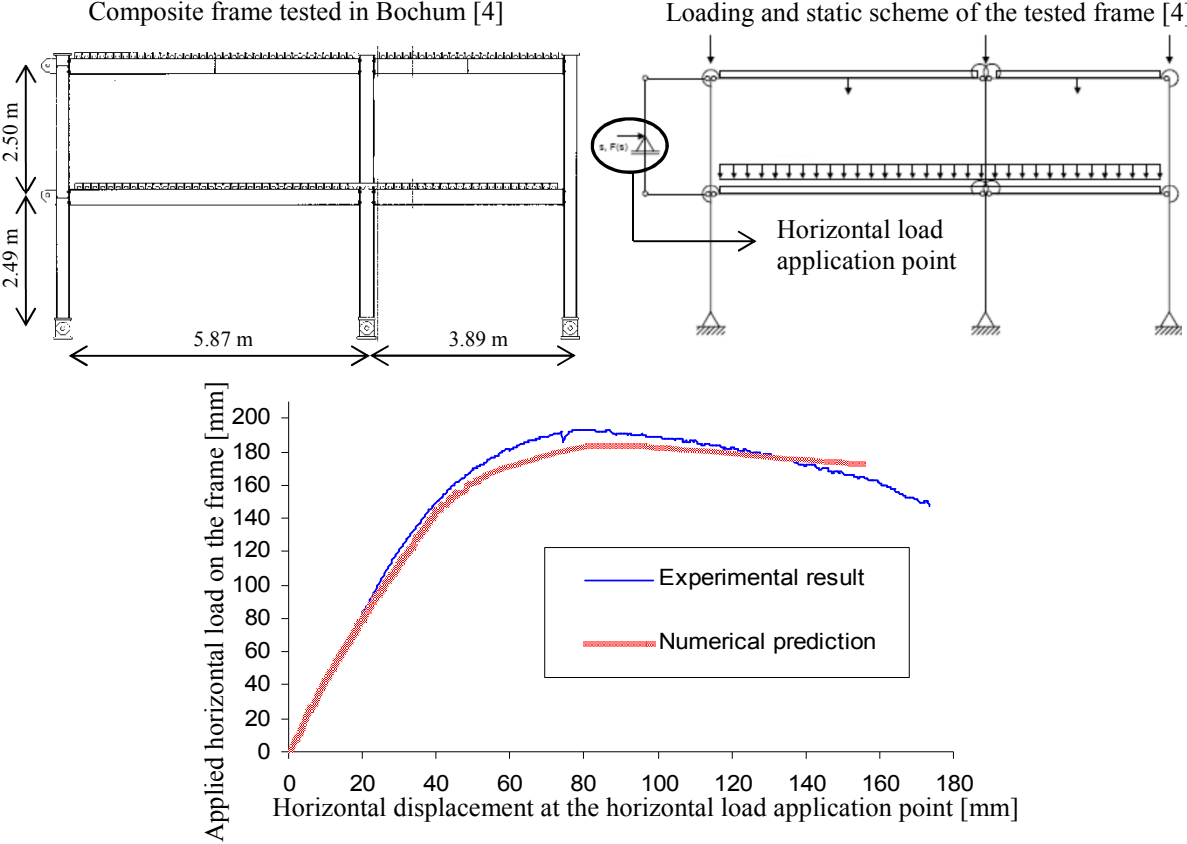 Composite frame tested in Bochum [4]
Loading and static scheme of the tested frame [4]
2.50 m
2.49 m
5.87 m
3.89 m
s, F(s)
Horizontal load
application point
Applied horizontal load on the frame [mm]
200
180
160
140
120
100
80
60
40
20
0
Experimental result
Numerical prediction
0 20 40 60 80 100 120 140 160 180
Horizontal displacement at the horizontal load application point [mm]